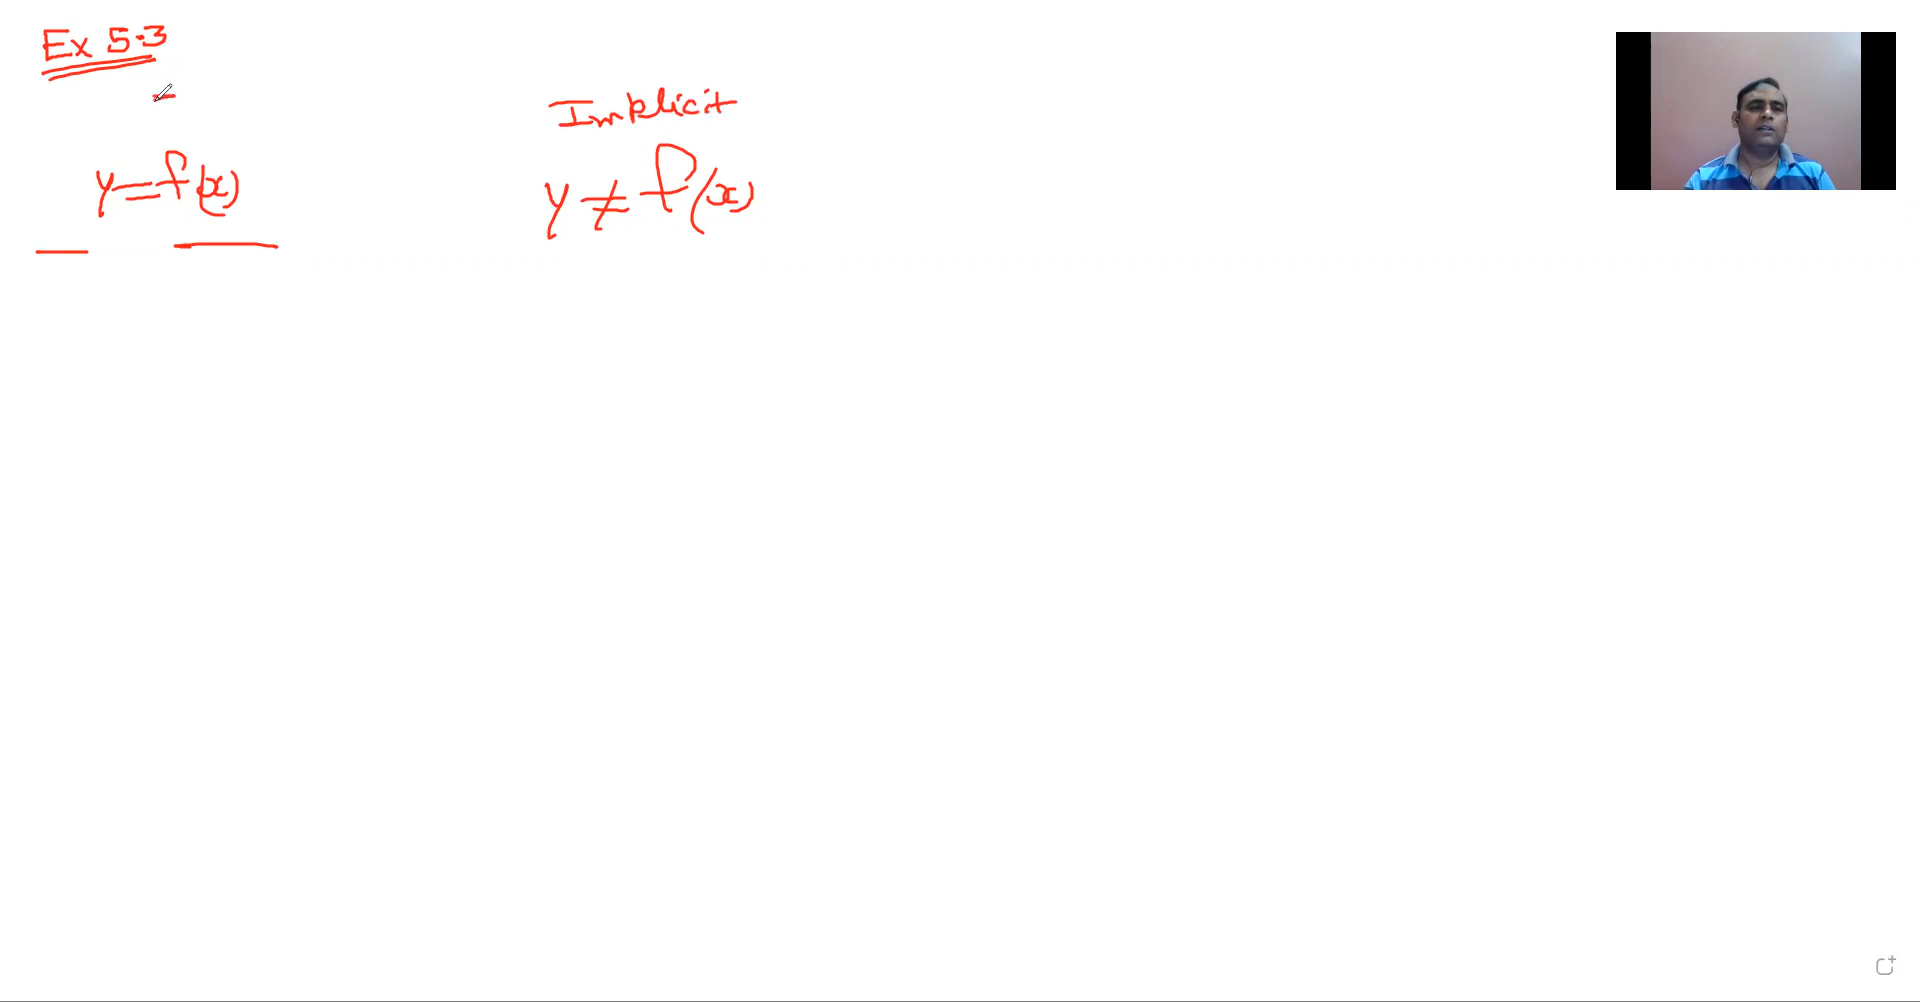 Ex 5.3
Implicit
y=f(x)
y ≠ f(x)